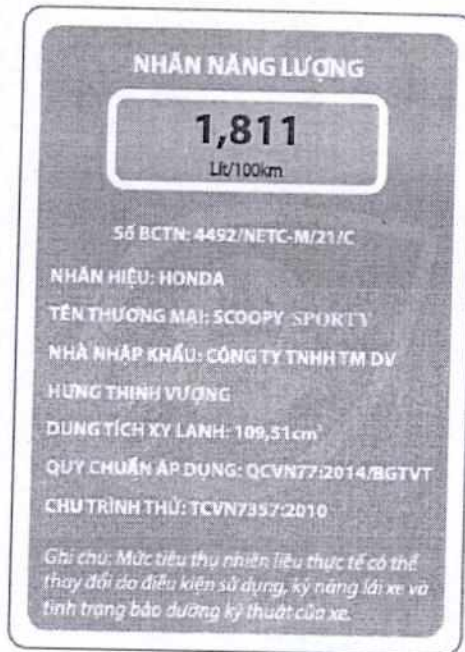 NHÃN NĂNG LƯỢNG
1,811
Lít/100km
Số BCTN: 4492/NETC-M/21/C
NHÃN HIỆU: HONDA
TÊN THƯƠNG MẠI: SCOOPY SPORTY
NHÀ NHẬP KHẨU: CÔNG TY TNHH TM DV
HƯNG THỊNH VƯỢNG
DUNG TÍCH XY LANH: 109,51cm³
QUY CHUẨN ÁP DỤNG: QCVN77:2014/BGTVT
CHU TRÌNH THỬ: TCVN7357:2010
Ghi chú: Mức tiêu thụ nhiên liệu thực tế có thể
thay đổi do điều kiện sử dụng, kỹ năng lái xe và
tình trạng bảo dưỡng kỹ thuật của xe.